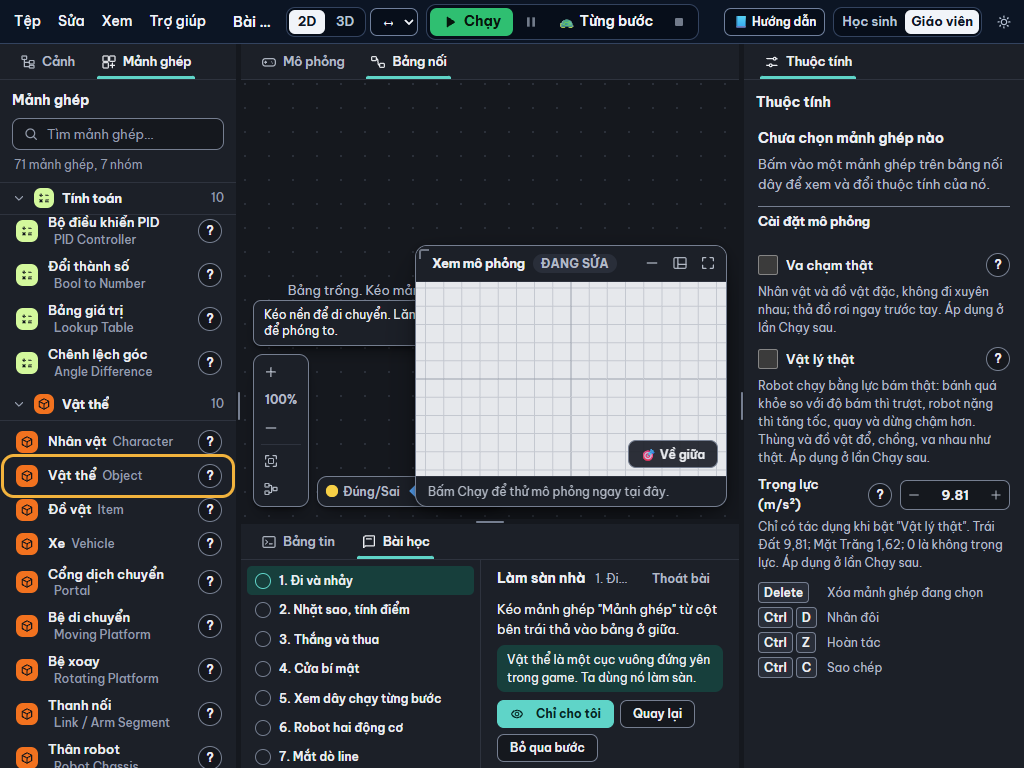 Tệp Sửa Xem Trợ giúp Bài ... 2D 3D ↔ Chạy Từng bước Hướng dẫn Học sinh Giáo viên
Cảnh Mảnh ghép
Mảnh ghép
Tìm mảnh ghép...
71 mảnh ghép, 7 nhóm
Tính toán 10
Bộ điều khiển PID
PID Controller ?
Đổi thành số
Bool to Number ?
Bảng giá trị
Lookup Table ?
Chênh lệch góc
Angle Difference ?
Vật thể 10
Nhân vật Character ?
Vật thể Object ?
Đồ vật Item ?
Xe Vehicle ?
Cổng dịch chuyển
Portal ?
Bệ di chuyển
Moving Platform ?
Bệ xoay
Rotating Platform ?
Thanh nối
Link / Arm Segment ?
Thân robot
Robot Chassis ?
Mô phỏng Bảng nối
Bảng trống. Kéo mản
Kéo nền để di chuyển. Lăn
để phóng to.
+
100%
−
Đúng/Sai
Xem mô phỏng ĐANG SỬA
Về giữa
Bấm Chạy để thử mô phỏng ngay tại đây.
Bảng tin Bài học
1. Đi và nhảy
2. Nhặt sao, tính điểm
3. Thắng và thua
4. Cửa bí mật
5. Xem dây chạy từng bước
6. Robot hai động cơ
7. Mắt dò line
Làm sàn nhà 1. Đi... Thoát bài
Kéo mảnh ghép "Mảnh ghép" từ cột
bên trái thả vào bảng ở giữa.
Vật thể là một cục vuông đứng yên
trong game. Ta dùng nó làm sàn.
Chỉ cho tôi Quay lại
Bỏ qua bước
Thuộc tính
Thuộc tính
Chưa chọn mảnh ghép nào
Bấm vào một mảnh ghép trên bảng nối
dây để xem và đổi thuộc tính của nó.
Cài đặt mô phỏng
Va chạm thật ?
Nhân vật và đồ vật đặc, không đi xuyên
nhau; thả đồ rơi ngay trước tay. Áp dụng ở
lần Chạy sau.
Vật lý thật ?
Robot chạy bằng lực bám thật: bánh quá
khỏe so với độ bám thì trượt, robot nặng
thì tăng tốc, quay và dừng chậm hơn.
Thùng và đồ vật đổ, chồng, va nhau như
thật. Áp dụng ở lần Chạy sau.
Trọng lực
(m/s²) ? − 9.81 +
Chỉ có tác dụng khi bật "Vật lý thật". Trái
Đất 9,81; Mặt Trăng 1,62; 0 là không trọng
lực. Áp dụng ở lần Chạy sau.
Delete Xóa mảnh ghép đang chọn
Ctrl D Nhân đôi
Ctrl Z Hoàn tác
Ctrl C Sao chép